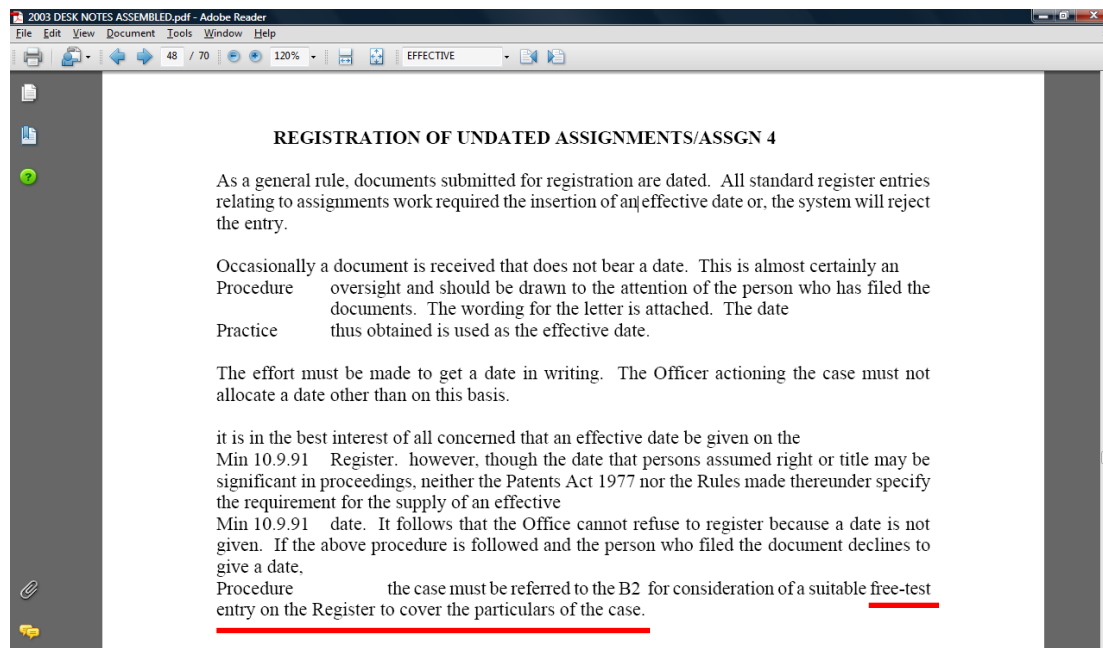 2003 DESK NOTES ASSEMBLED.pdf - Adobe Reader
File Edit View Document Tools Window Help
48 / 70 120% EFFECTIVE
REGISTRATION OF UNDATED ASSIGNMENTS/ASSGN 4
As a general rule, documents submitted for registration are dated. All standard register entries
relating to assignments work required the insertion of an effective date or, the system will reject
the entry.
Occasionally a document is received that does not bear a date. This is almost certainly an
Procedure oversight and should be drawn to the attention of the person who has filed the
documents. The wording for the letter is attached. The date
Practice thus obtained is used as the effective date.
The effort must be made to get a date in writing. The Officer actioning the case must not
allocate a date other than on this basis.
it is in the best interest of all concerned that an effective date be given on the
Min 10.9.91 Register. however, though the date that persons assumed right or title may be
significant in proceedings, neither the Patents Act 1977 nor the Rules made thereunder specify
the requirement for the supply of an effective
Min 10.9.91 date. It follows that the Office cannot refuse to register because a date is not
given. If the above procedure is followed and the person who filed the document declines to
give a date,
Procedure the case must be referred to the B2 for consideration of a suitable free-test
entry on the Register to cover the particulars of the case.